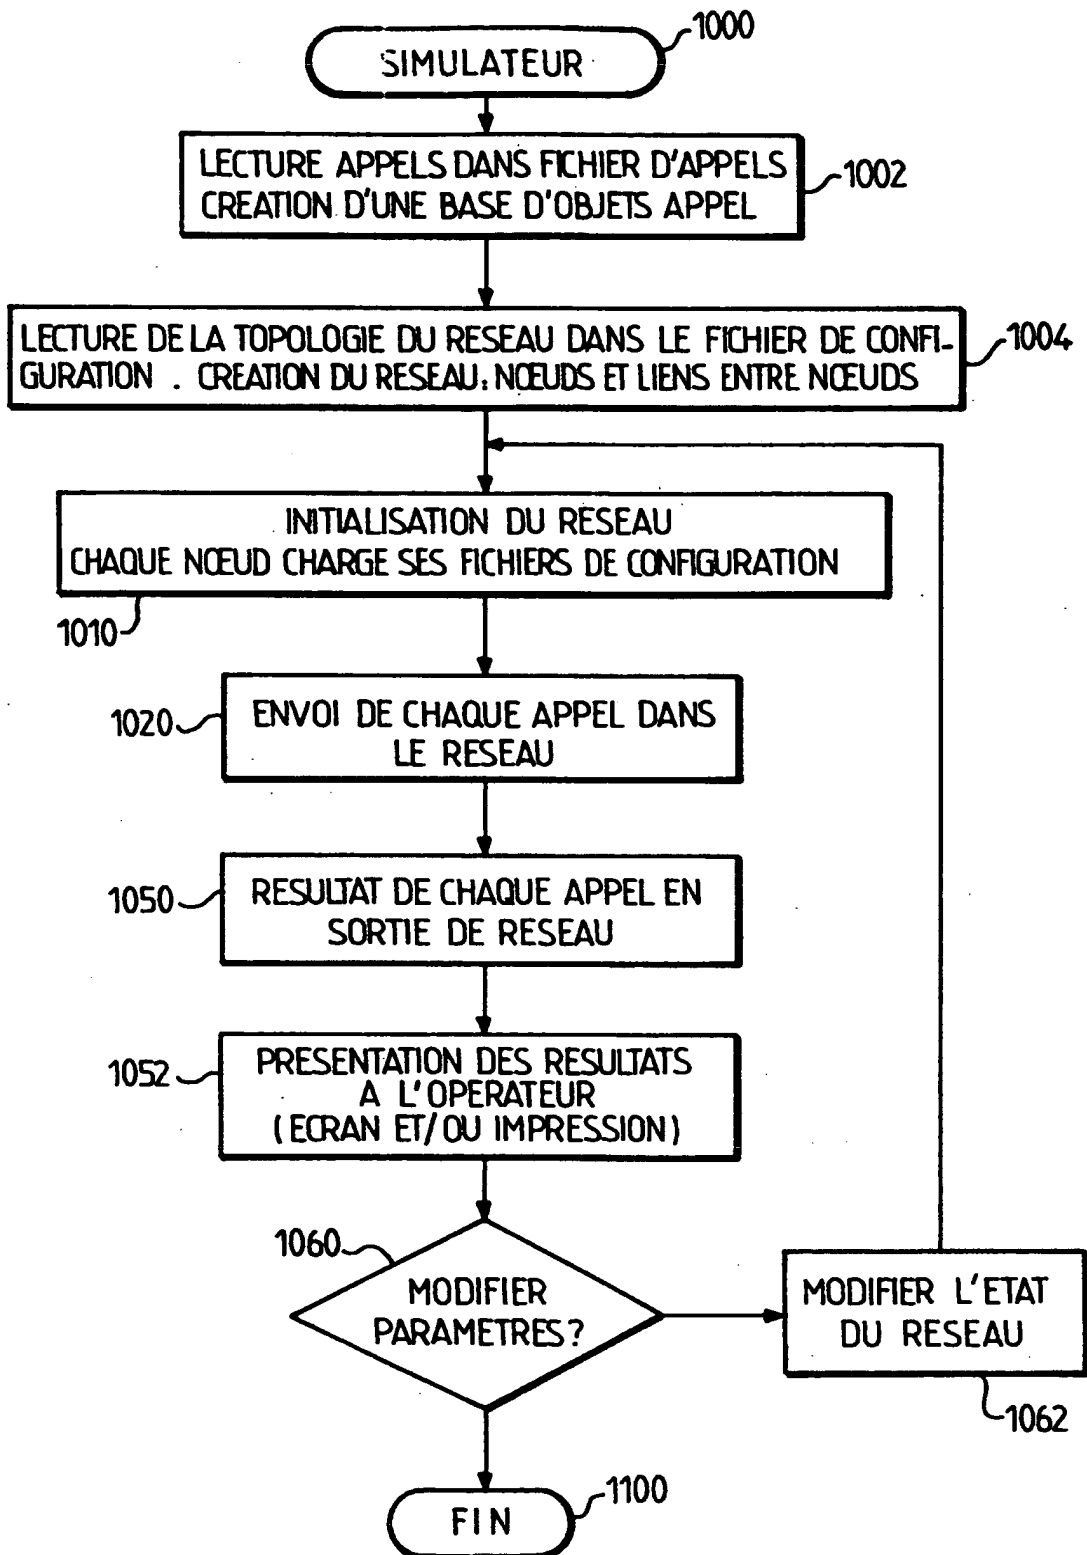 1000
SIMULATEUR
LECTURE APPELS DANS FICHIER D'APPELS
CREATION D'UNE BASE D'OBJETS APPEL
1002
LECTURE DE LA TOPOLOGIE DU RESEAU DANS LE FICHIER DE CONFI-
GURATION . CREATION DU RESEAU : NŒUDS ET LIENS ENTRE NŒUDS
1004
INITIALISATION DU RESEAU
CHAQUE NŒUD CHARGE SES FICHIERS DE CONFIGURATION
1010
1020
ENVOI DE CHAQUE APPEL DANS
LE RESEAU
1050
RESULTAT DE CHAQUE APPEL EN
SORTIE DE RESEAU
1052
PRESENTATION DES RESULTATS
A L'OPERATEUR
(ECRAN ET/OU IMPRESSION)
1060
MODIFIER
PARAMETRES?
MODIFIER L'ETAT
DU RESEAU
1062
1100
FIN